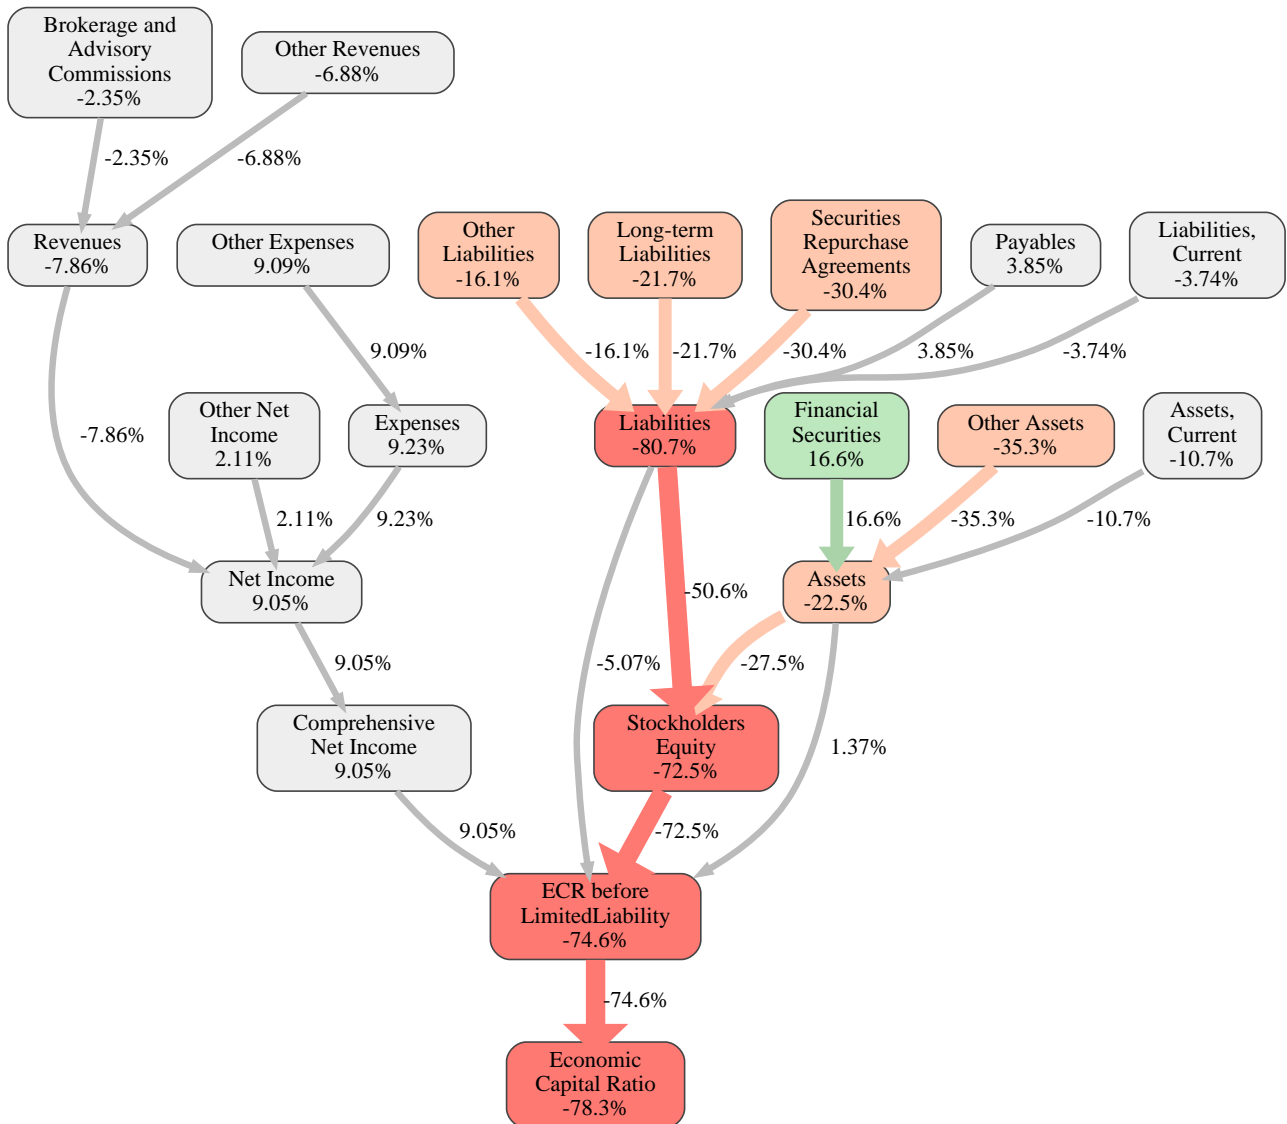 Brokerage and
Advisory
Commissions
-2.35%
Other Revenues
-6.88%
-2.35%
-6.88%
Revenues
-7.86%
Other Expenses
9.09%
Other
Liabilities
-16.1%
Long-term
Liabilities
-21.7%
Securities
Repurchase
Agreements
-30.4%
Payables
3.85%
Liabilities,
Current
-3.74%
9.09%
-16.1%
-21.7%
-30.4%
3.85%
-3.74%
-7.86%
Other Net
Income
2.11%
Expenses
9.23%
Liabilities
-80.7%
Financial
Securities
16.6%
Other Assets
-35.3%
Assets,
Current
-10.7%
2.11%
9.23%
16.6%
-35.3%
-10.7%
Net Income
9.05%
-50.6%
Assets
-22.5%
9.05%
-5.07%
-27.5%
Comprehensive
Net Income
9.05%
Stockholders
Equity
-72.5%
1.37%
9.05%
-72.5%
ECR before
LimitedLiability
-74.6%
-74.6%
Economic
Capital Ratio
-78.3%